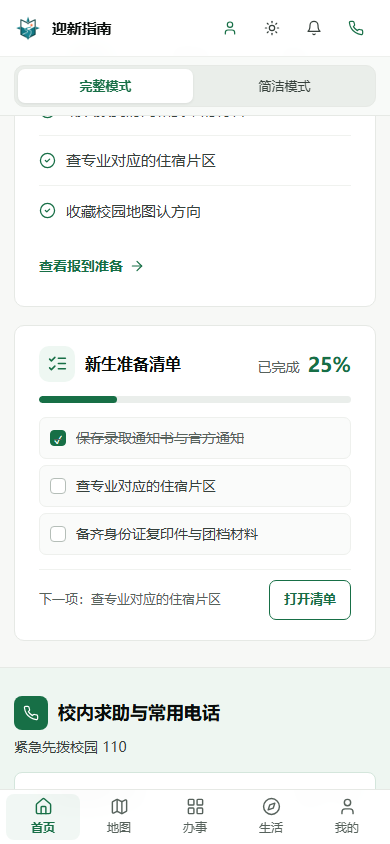 迎新指南
完整模式
简洁模式
查专业对应的住宿片区
收藏校园地图认方向
查看报到准备
新生准备清单
已完成 25%
保存录取通知书与官方通知
查专业对应的住宿片区
备齐身份证复印件与团档材料
下一项：查专业对应的住宿片区
打开清单
校内求助与常用电话
紧急先拨校园 110
首页
地图
办事
生活
我的